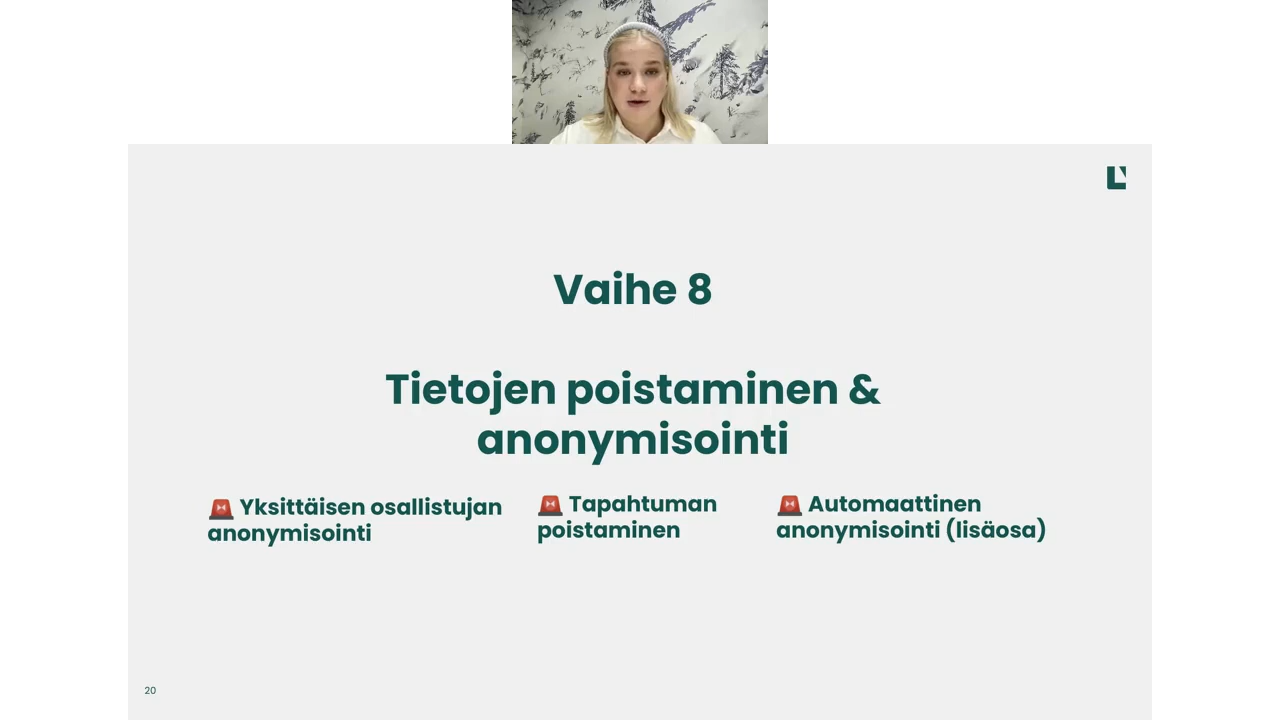 Vaihe 8
Tietojen poistaminen &
anonymisointi
🚨 Yksittäisen osallistujan
anonymisointi
🚨 Tapahtuman
poistaminen
🚨 Automaattinen
anonymisointi (lisäosa)
20